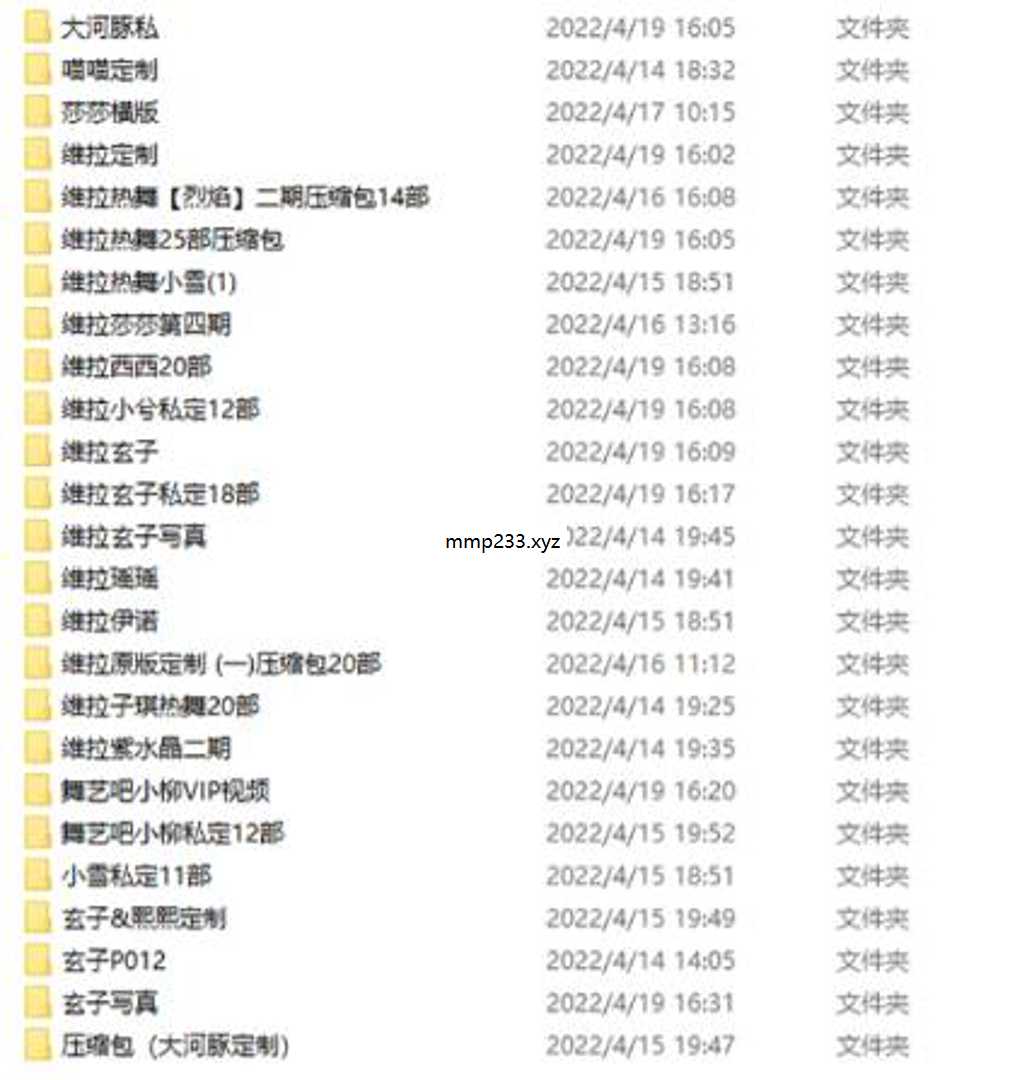 大河豚私 2022/4/19 16:05 文件夹
喵喵定制 2022/4/14 18:32 文件夹
莎莎横版 2022/4/17 10:15 文件夹
维拉定制 2022/4/19 16:02 文件夹
维拉热舞【烈焰】二期压缩包14部 2022/4/16 16:08 文件夹
维拉热舞25部压缩包 2022/4/19 16:05 文件夹
维拉热舞小雪(1) 2022/4/15 18:51 文件夹
维拉莎莎第四期 2022/4/16 13:16 文件夹
维拉西西20部 2022/4/19 16:08 文件夹
维拉小兮私定12部 2022/4/19 16:08 文件夹
维拉玄子 2022/4/19 16:09 文件夹
维拉玄子私定18部 2022/4/19 16:17 文件夹
维拉玄子写真 mmp233.xyz 022/4/14 19:45 文件夹
维拉瑶瑶 2022/4/14 19:41 文件夹
维拉伊诺 2022/4/15 18:51 文件夹
维拉原版定制 (一)压缩包20部 2022/4/16 11:12 文件夹
维拉子琪热舞20部 2022/4/14 19:25 文件夹
维拉紫水晶二期 2022/4/14 19:35 文件夹
舞艺吧小柳VIP视频 2022/4/19 16:20 文件夹
舞艺吧小柳私定12部 2022/4/15 19:52 文件夹
小雪私定11部 2022/4/15 18:51 文件夹
玄子&熙熙定制 2022/4/15 19:49 文件夹
玄子P012 2022/4/14 14:05 文件夹
玄子写真 2022/4/19 16:31 文件夹
压缩包（大河豚定制） 2022/4/15 19:47 文件夹